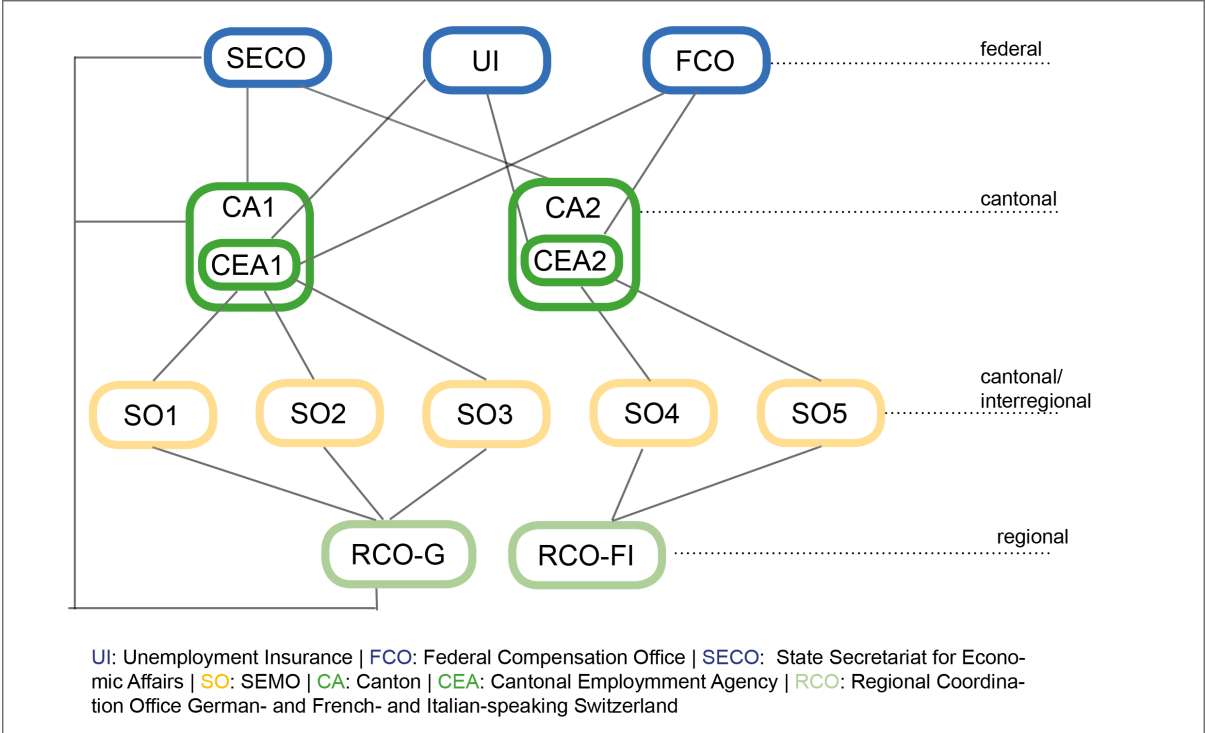 SECO
UI
FCO
federal
CA1
CA2
cantonal
CEA1
CEA2
cantonal/
interregional
SO1
SO2
SO3
SO4
SO5
RCO-G
RCO-FI
regional
UI: Unemployment Insurance | FCO: Federal Compensation Office | SECO:  State Secretariat for Econo-
mic Affairs | SO: SEMO | CA: Canton | CEA: Cantonal Employmment Agency | RCO: Regional Coordina-
tion Office German- and French- and Italian-speaking Switzerland